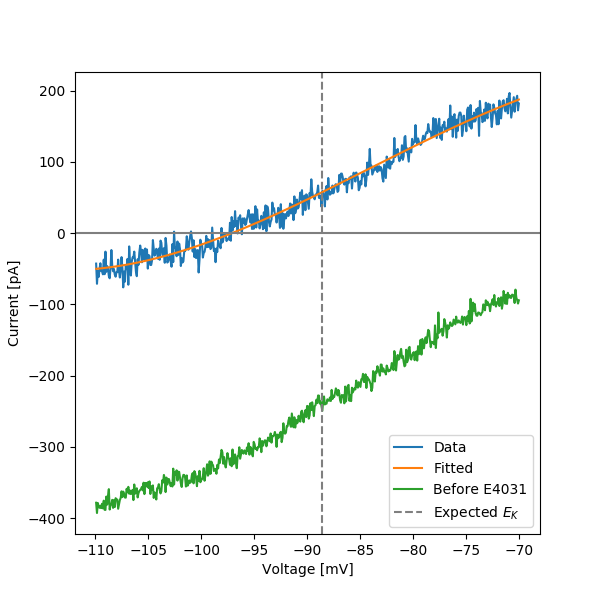 200
100
0
−100
−200
−300
−400
Current [pA]
−110
−105
−100
−95
−90
−85
−80
−75
−70
Voltage [mV]
Data
Fitted
Before E4031
Expected E_K